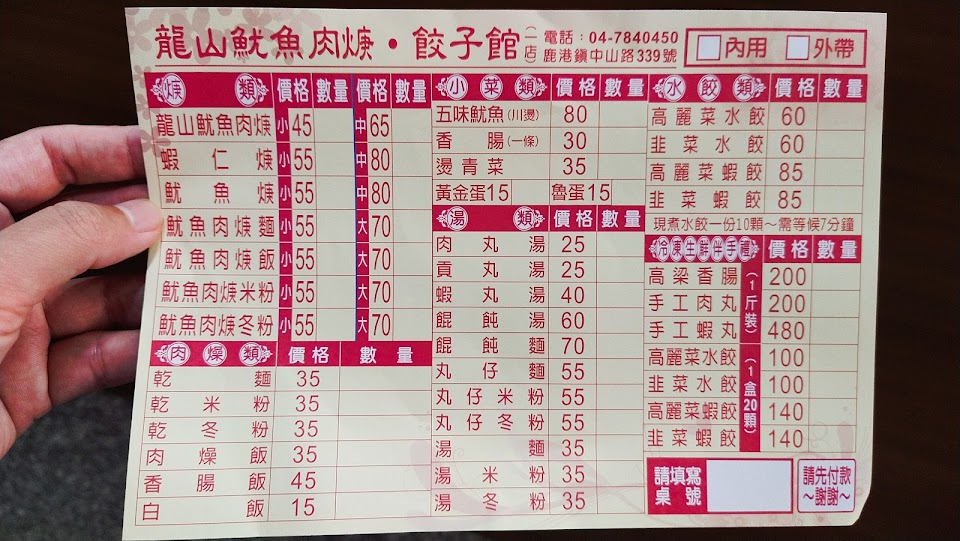 龍山魷魚肉焿・餃子館(二店)
電話：04-7840450
鹿港鎮中山路339號
內用 外帶
焿類 價格 數量 價格 數量
龍山魷魚肉焿 小45 中65
蝦仁焿 小55 中80
魷魚焿 小55 中80
魷魚肉焿麵 小55 大70
魷魚肉焿飯 小55 大70
魷魚肉焿米粉 小55 大70
魷魚肉焿冬粉 小55 大70
肉燥類 價格 數量
乾麵 35
乾米粉 35
乾冬粉 35
肉燥飯 35
香腸飯 45
白飯 15
小菜類 價格 數量
五味魷魚(川燙) 80
香腸(一條) 30
燙青菜 35
黃金蛋15 魯蛋15
湯類 價格 數量
肉丸湯 25
貢丸湯 25
蝦丸湯 40
餛飩湯 60
餛飩麵 70
丸仔麵 55
丸仔米粉 55
丸仔冬粉 55
湯麵 35
湯米粉 35
湯冬粉 35
水餃類 價格 數量
高麗菜水餃 60
韭菜水餃 60
高麗菜蝦餃 85
韭菜蝦餃 85
現煮水餃一份10顆～需等候7分鐘
冷凍生鮮伴手禮 價格 數量
(1斤裝)
高梁香腸 200
手工肉丸 200
手工蝦丸 480
(1盒20顆)
高麗菜水餃 100
韭菜水餃 100
高麗菜蝦餃 140
韭菜蝦餃 140
請填寫
桌號
請先付款
～謝謝～